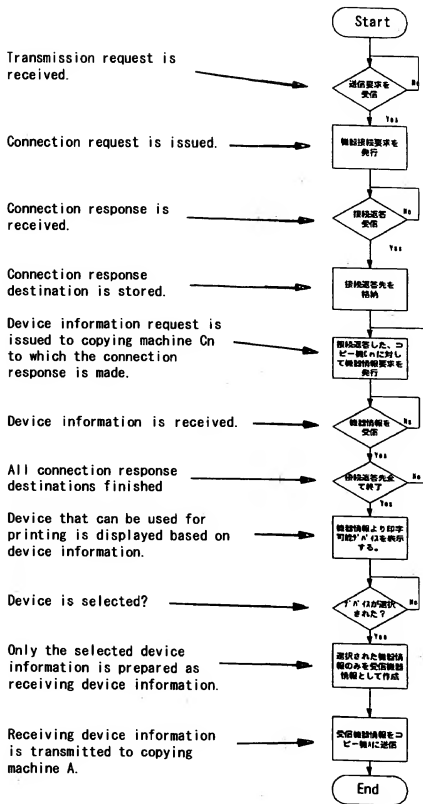 Start
Transmission request is
received.
送信要求を
受信
No
Yes
Connection request is issued.
機器接続要求を
発行
Connection response is
received.
接続返答
受信
No
Yes
Connection response
destination is stored.
接続返答先を
格納
Device information request is
issued to copying machine Cn
to which the connection
response is made.
接続返答した、コ
ピー機Cnに対し
て機器情報要求を
発行
Device information is received.
機器情報を
受信
No
Yes
All connection response
destinations finished
接続返答先全
て終了
No
Yes
Device that can be used for
printing is displayed based on
device information.
機器情報より印字
可能デバイスを表示
する。
Device is selected?
デバイスが選択
された?
No
Yes
Only the selected device
information is prepared as
receiving device information.
選択された機器情
報のみを受信機器
情報として作成
Receiving device information
is transmitted to copying
machine A.
受信機器情報をコ
ピー機Aに送信
End